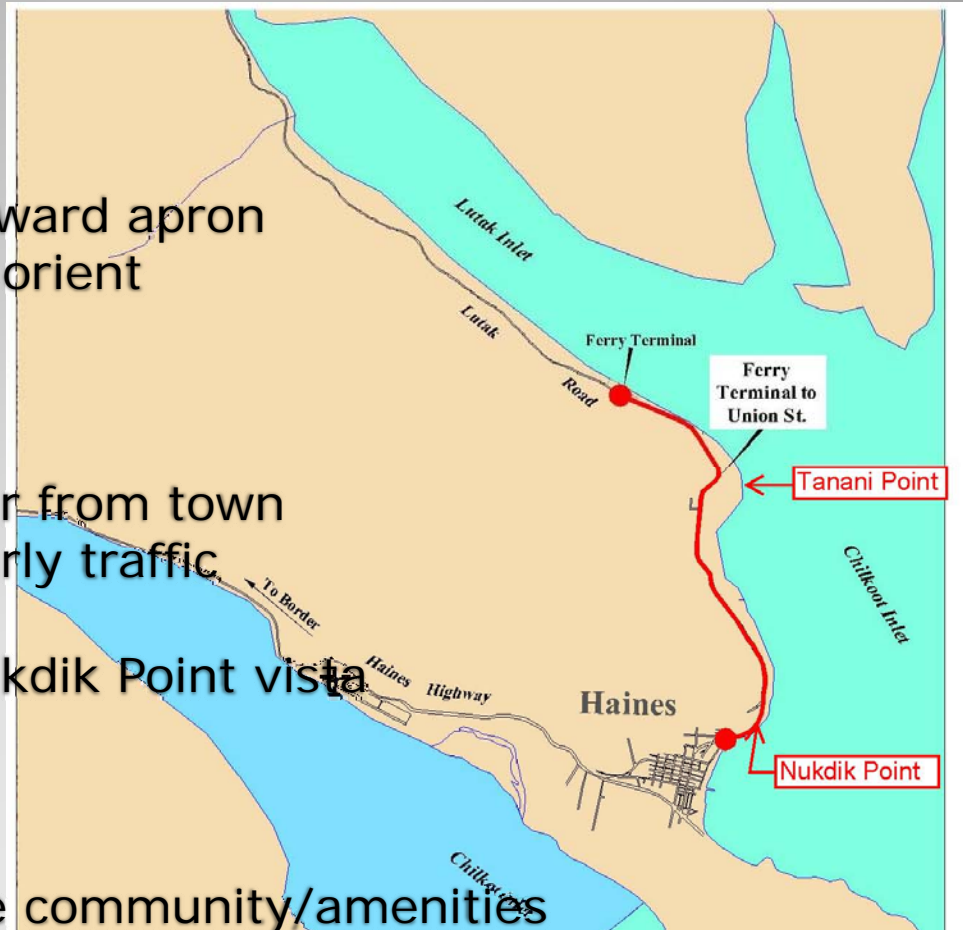 ward apron
orient
Lutak Inlet
Lutak
Road
Ferry Terminal
Ferry
Terminal to
Union St.
Tanani Point
r from town
rly traffic
To Border
Chilkoot Inlet
kdik Point vista
Haines Highway
Haines
Nukdik Point
e community/amenities